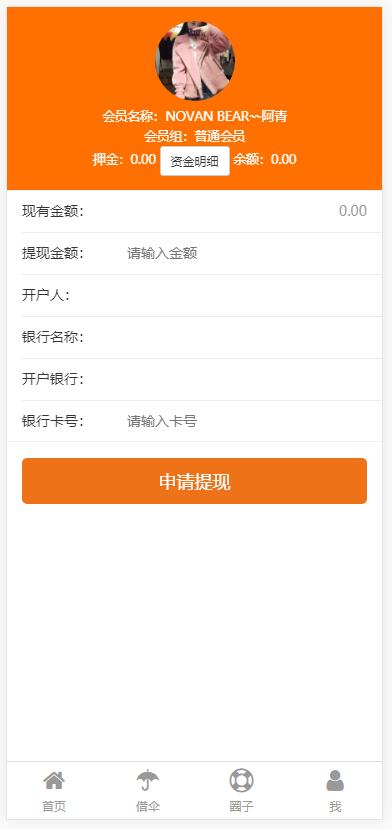 会员名称：NOVAN BEAR~~阿青
会员组：普通会员
押金：0.00 资金明细 余额：0.00
现有金额： 0.00
提现金额： 请输入金额
开户人：
银行名称：
开户银行：
银行卡号： 请输入卡号
申请提现
首页 借伞 圈子 我